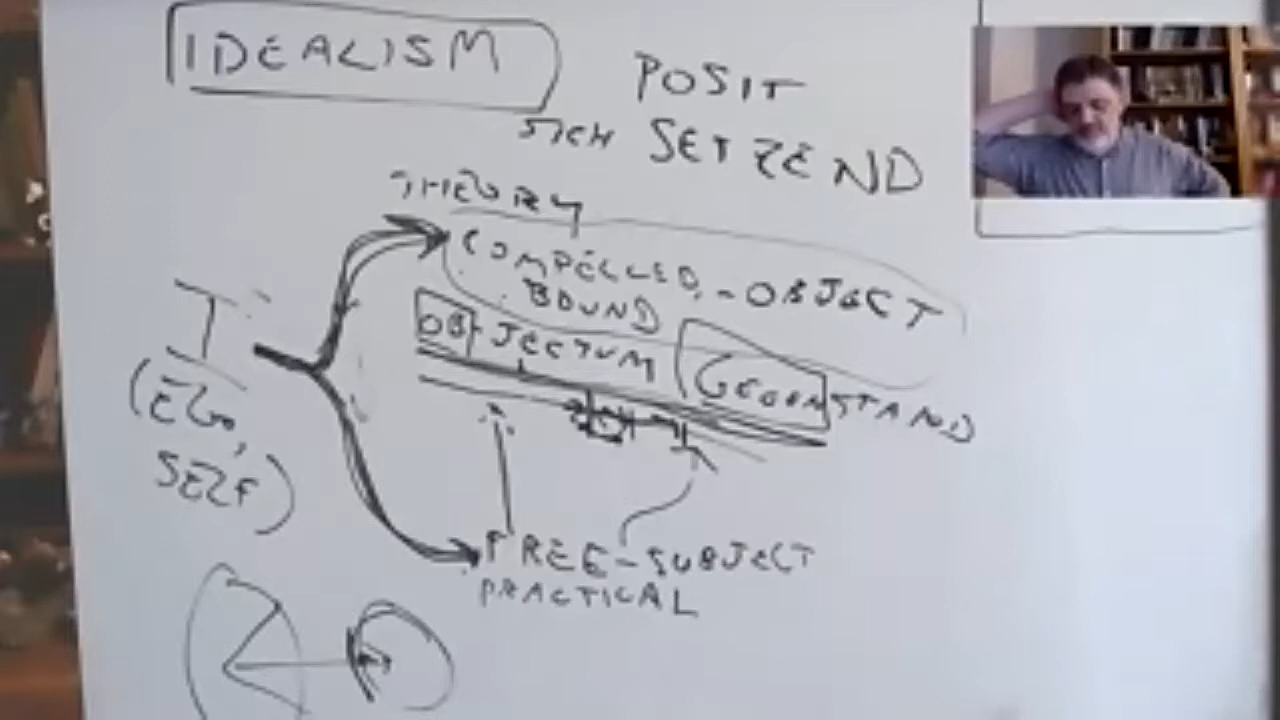 IDEALISM
POSIT
SICH SETZEND
THEORY
COMPELLED, - OBJECT
BOUND
OBJECTUM GEGENSTAND
I
(EGO,
SELF)
FREE - SUBJECT
PRACTICAL